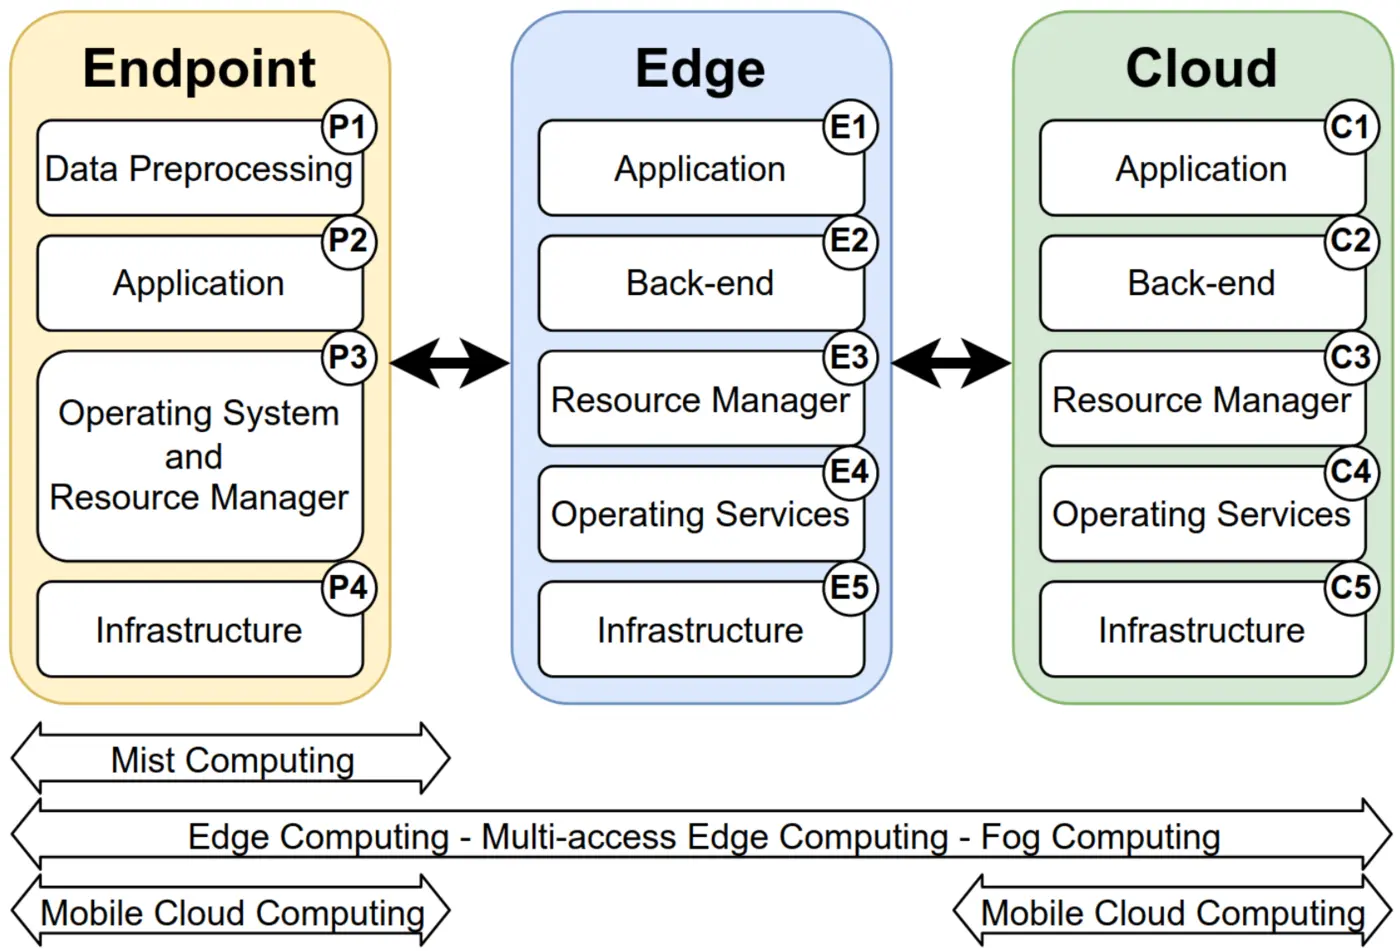 Endpoint
P1
Data Preprocessing
P2
Application
P3
Operating System
and
Resource Manager
P4
Infrastructure
Edge
E1
Application
E2
Back-end
E3
Resource Manager
E4
Operating Services
E5
Infrastructure
Cloud
C1
Application
C2
Back-end
C3
Resource Manager
C4
Operating Services
C5
Infrastructure
Mist Computing
Edge Computing - Multi-access Edge Computing - Fog Computing
Mobile Cloud Computing
Mobile Cloud Computing